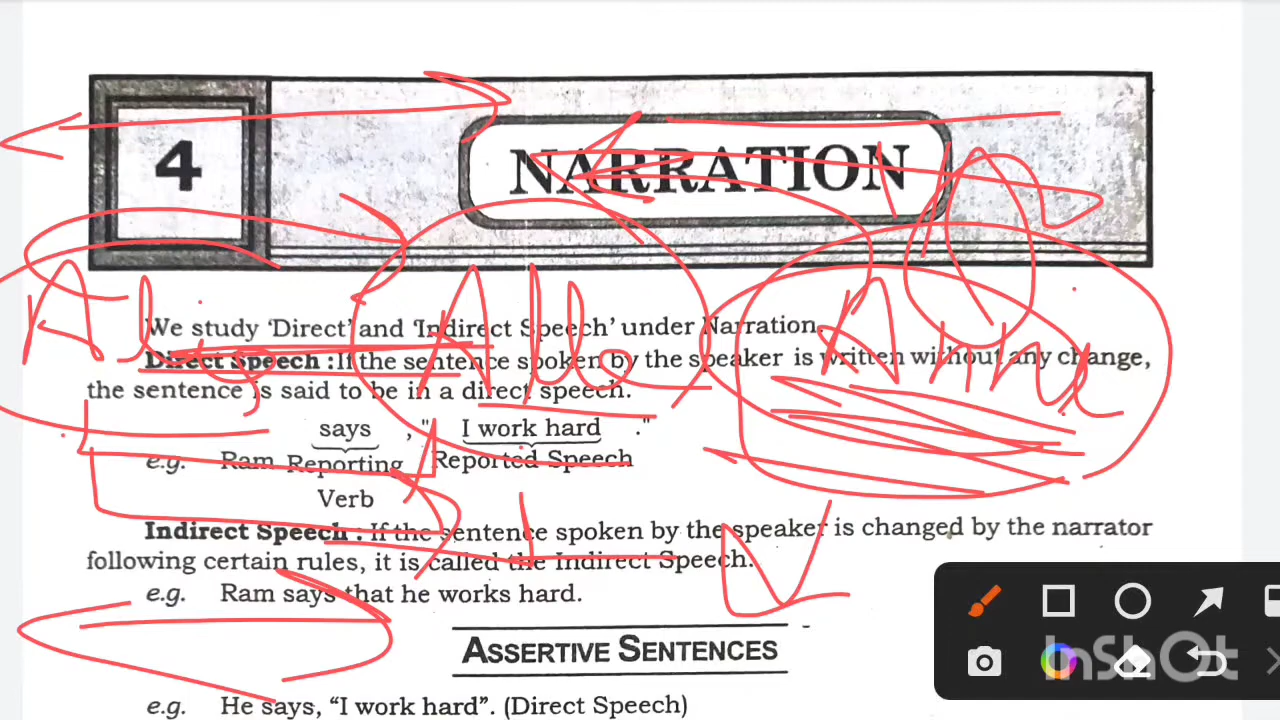 4
NARRATION
We study ‘Direct’ and ‘Indirect Speech’ under Narration.
Direct Speech : If the sentence spoken by the speaker is written without any change,
the sentence is said to be in a direct speech.
says , " I work hard ."
e.g. Ram Reporting Reported Speech
Verb
Indirect Speech : If the sentence spoken by the speaker is changed by the narrator
following certain rules, it is called the Indirect Speech.
e.g. Ram says that he works hard.
ASSERTIVE SENTENCES
e.g. He says, “I work hard”. (Direct Speech)
InShOt